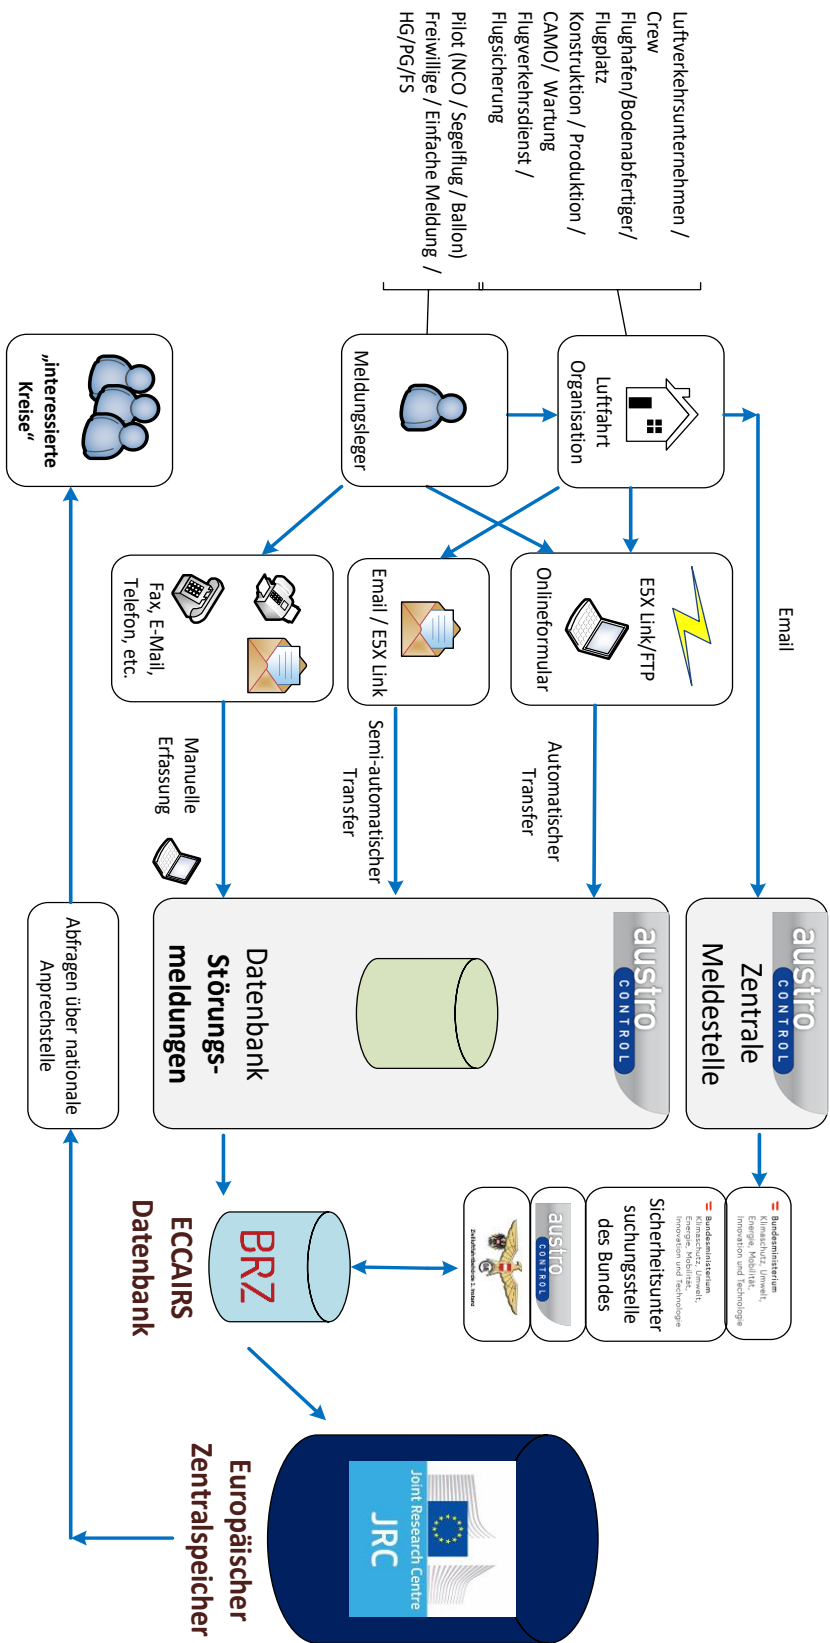 Luftverkehrsunternehmen /
Crew
Flughafen/Bodenabfertiger/
Flugplatz
Konstruktion / Produktion /
CAMO/ Wartung
Flugverkehrsdienst /
Flugsicherung
Pilot (NCO / Segelflug / Ballon)
Freiwillige / Einfache Meldung /
HG/PG/FS
Luftfahrt
Organisation
Meldungsleger
„interessierte
Kreise“
Email
E5X Link/FTP
Onlineformular
Email / E5X Link
Fax, E-Mail,
Telefon, etc.
Automatischer
Transfer
Semi-automatischer
Transfer
Manuelle
Erfassung
austro
CONTROL
Zentrale
Meldestelle
austro
CONTROL
Datenbank
Störungs-
meldungen
Abfragen über nationale
Anprechstelle
Bundesministerium
Klimaschutz, Umwelt,
Energie, Mobilität,
Innovation und Technologie
Bundesministerium
Klimaschutz, Umwelt,
Energie, Mobilität,
Innovation und Technologie
Sicherheitsunter
suchungsstelle
des Bundes
austro
CONTROL
Zivilluftfahrtbehörde 1. Instanz
BRZ
ECCAIRS
Datenbank
Joint Research Centre
JRC
Europäischer
Zentralspeicher